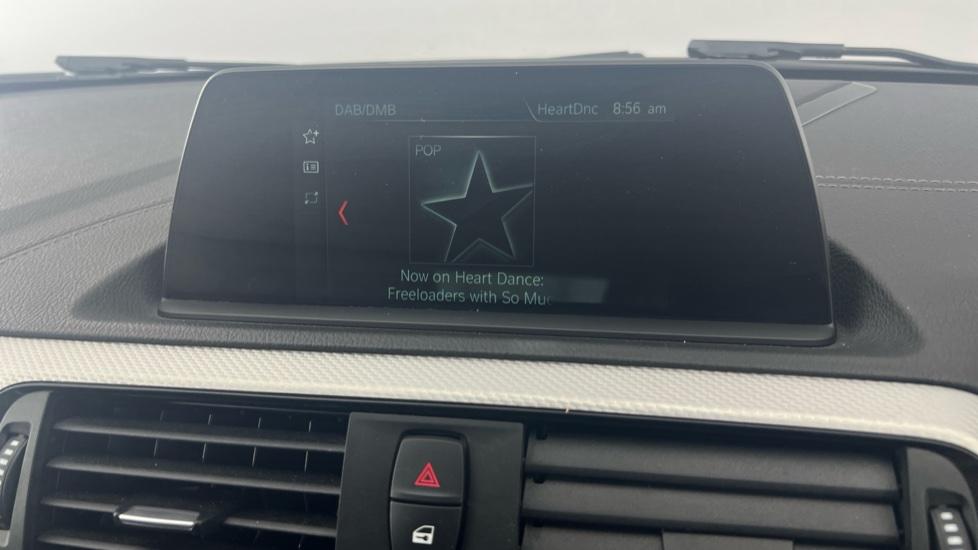 DAB/DMB HeartDnc 8:56 am
POP
Now on Heart Dance:
Freeloaders with So